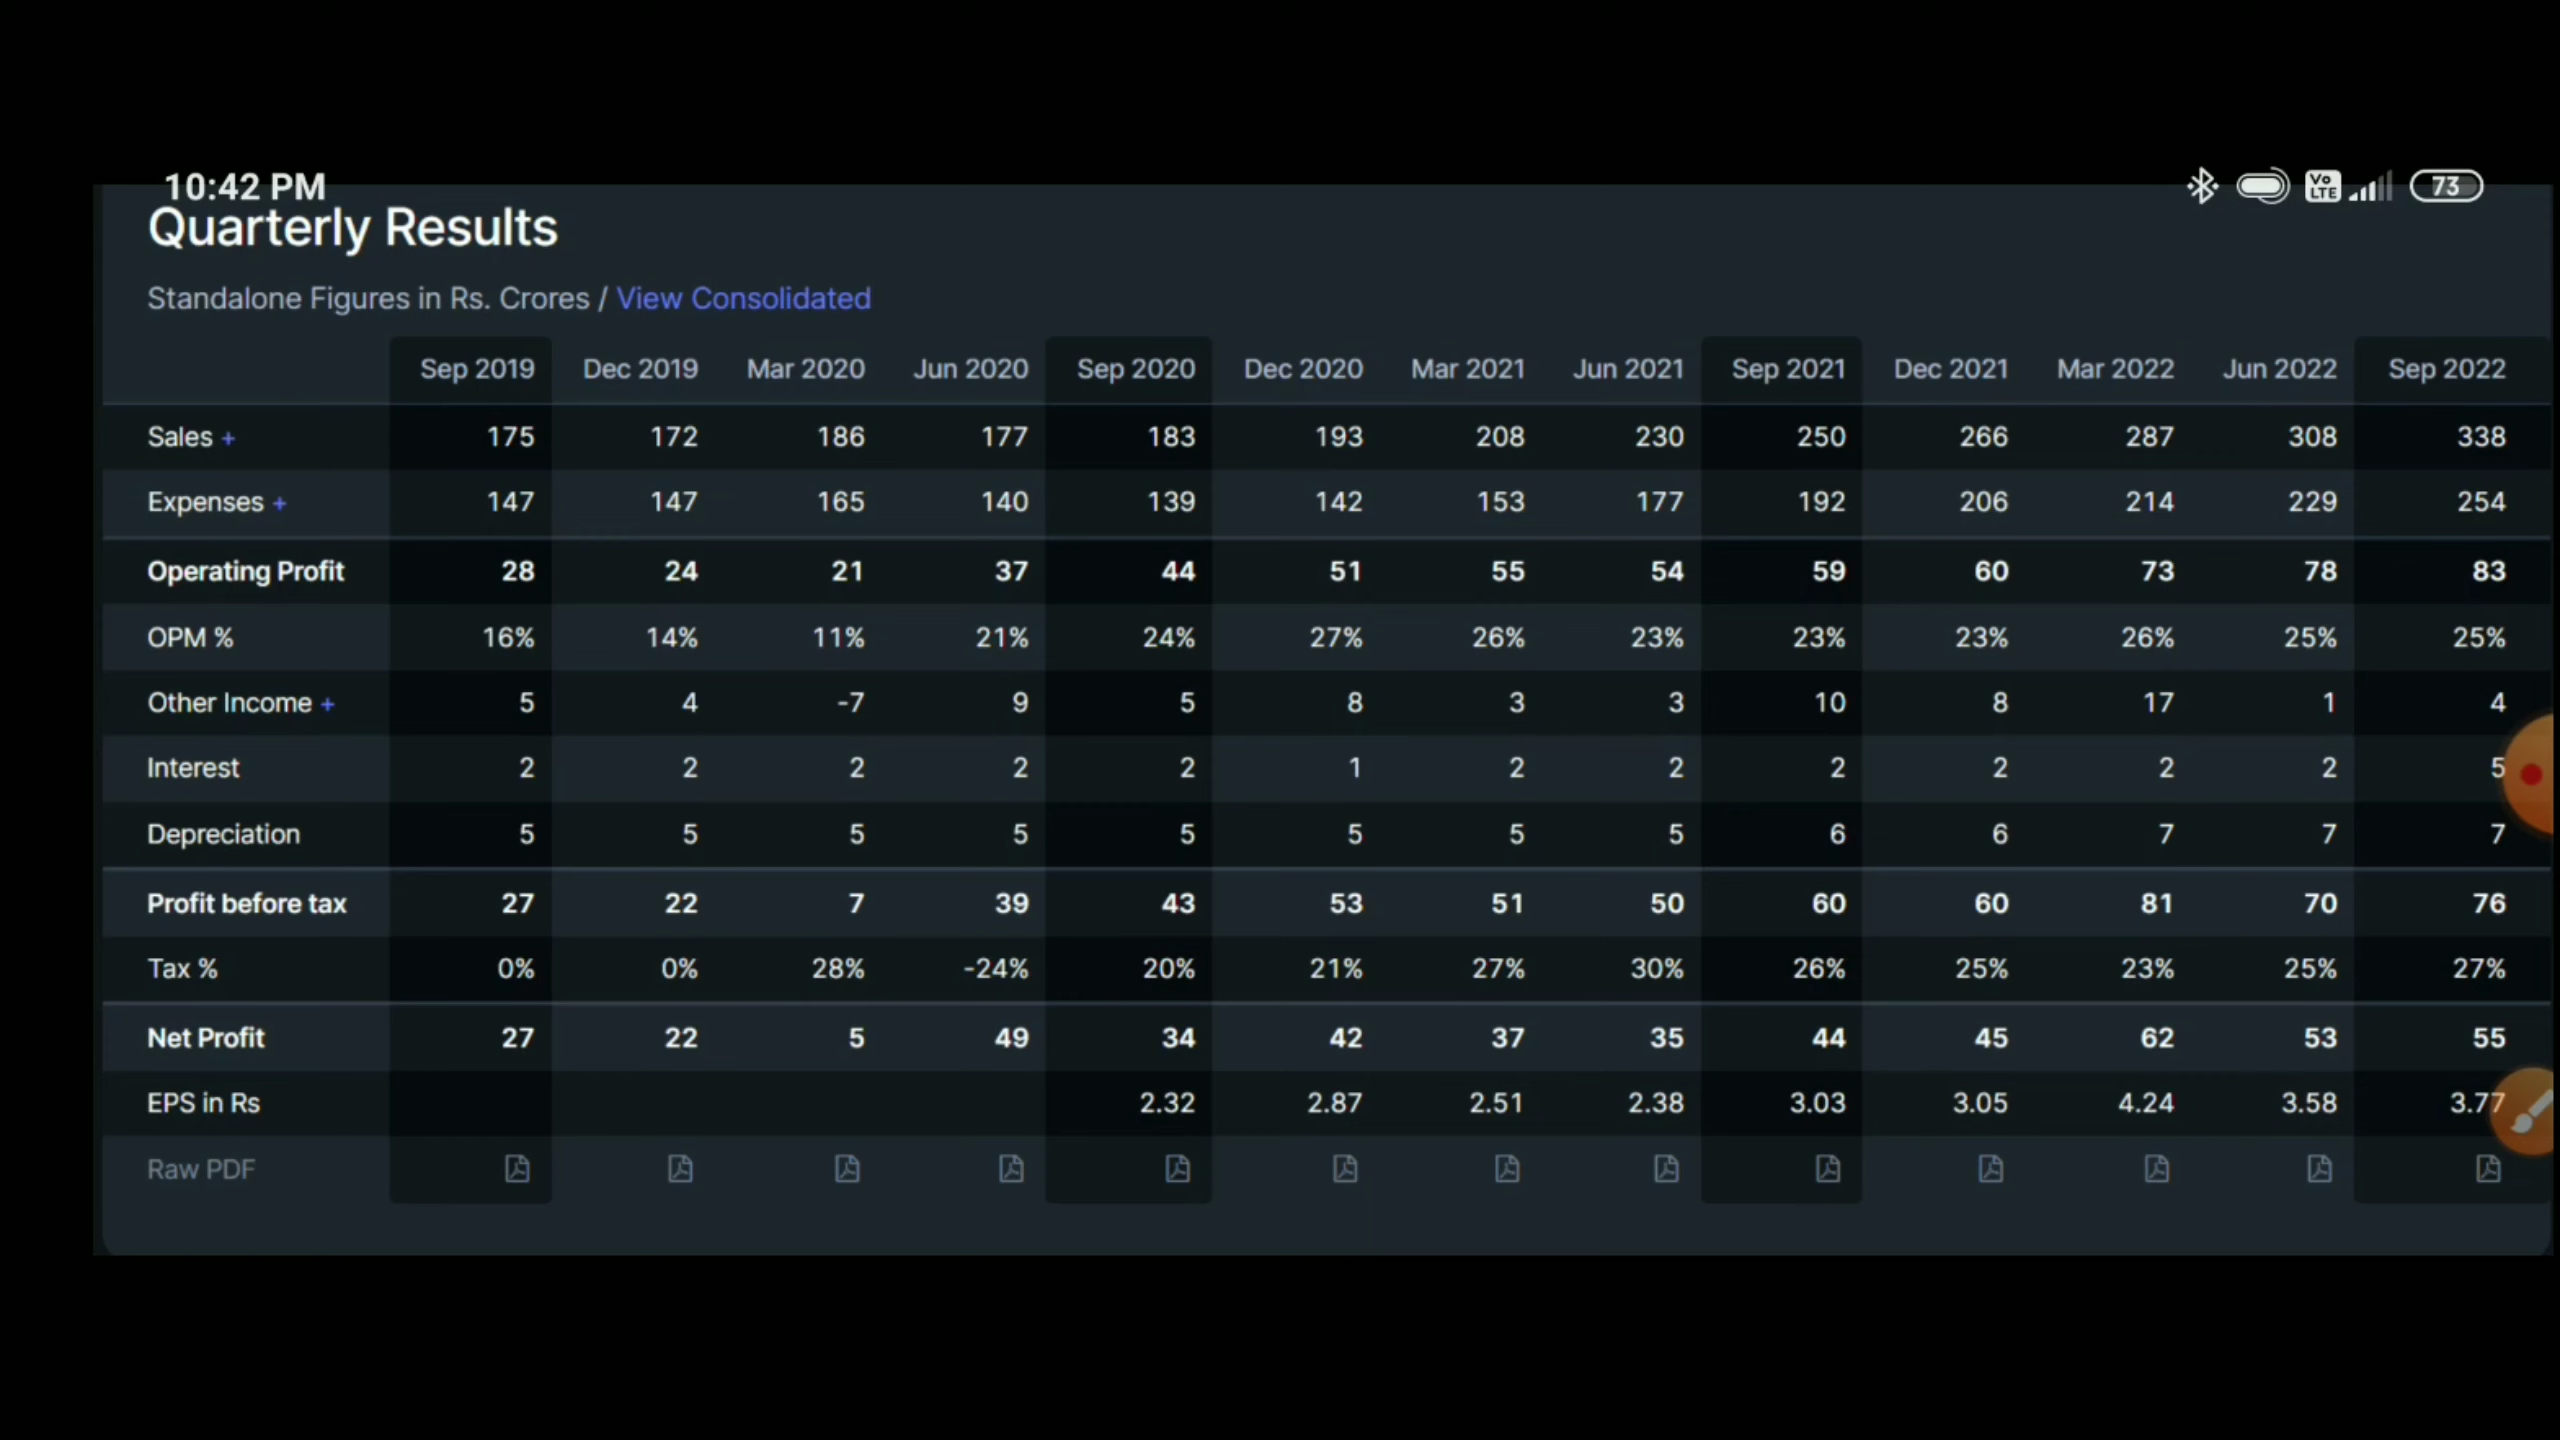 10:42 PM
Vo LTE 73
Quarterly Results
Standalone Figures in Rs. Crores / View Consolidated
Sep 2019 Dec 2019 Mar 2020 Jun 2020 Sep 2020 Dec 2020 Mar 2021 Jun 2021 Sep 2021 Dec 2021 Mar 2022 Jun 2022 Sep 2022
Sales + 175 172 186 177 183 193 208 230 250 266 287 308 338
Expenses + 147 147 165 140 139 142 153 177 192 206 214 229 254
Operating Profit 28 24 21 37 44 51 55 54 59 60 73 78 83
OPM % 16% 14% 11% 21% 24% 27% 26% 23% 23% 23% 26% 25% 25%
Other Income + 5 4 -7 9 5 8 3 3 10 8 17 1 4
Interest 2 2 2 2 2 1 2 2 2 2 2 2 5
Depreciation 5 5 5 5 5 5 5 5 6 6 7 7 7
Profit before tax 27 22 7 39 43 53 51 50 60 60 81 70 76
Tax % 0% 0% 28% -24% 20% 21% 27% 30% 26% 25% 23% 25% 27%
Net Profit 27 22 5 49 34 42 37 35 44 45 62 53 55
EPS in Rs 2.32 2.87 2.51 2.38 3.03 3.05 4.24 3.58 3.77
Raw PDF